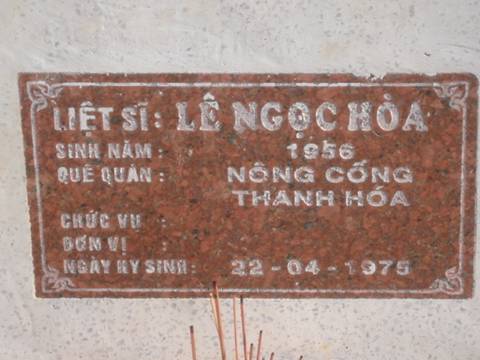 LIỆT SĨ: LÊ NGỌC HÒA
SINH NĂM : 1956
QUÊ QUÁN : NÔNG CỐNG
THANH HÓA
CHỨC VỤ :
ĐƠN VỊ :
NGÀY HY SINH : 22-04-1975